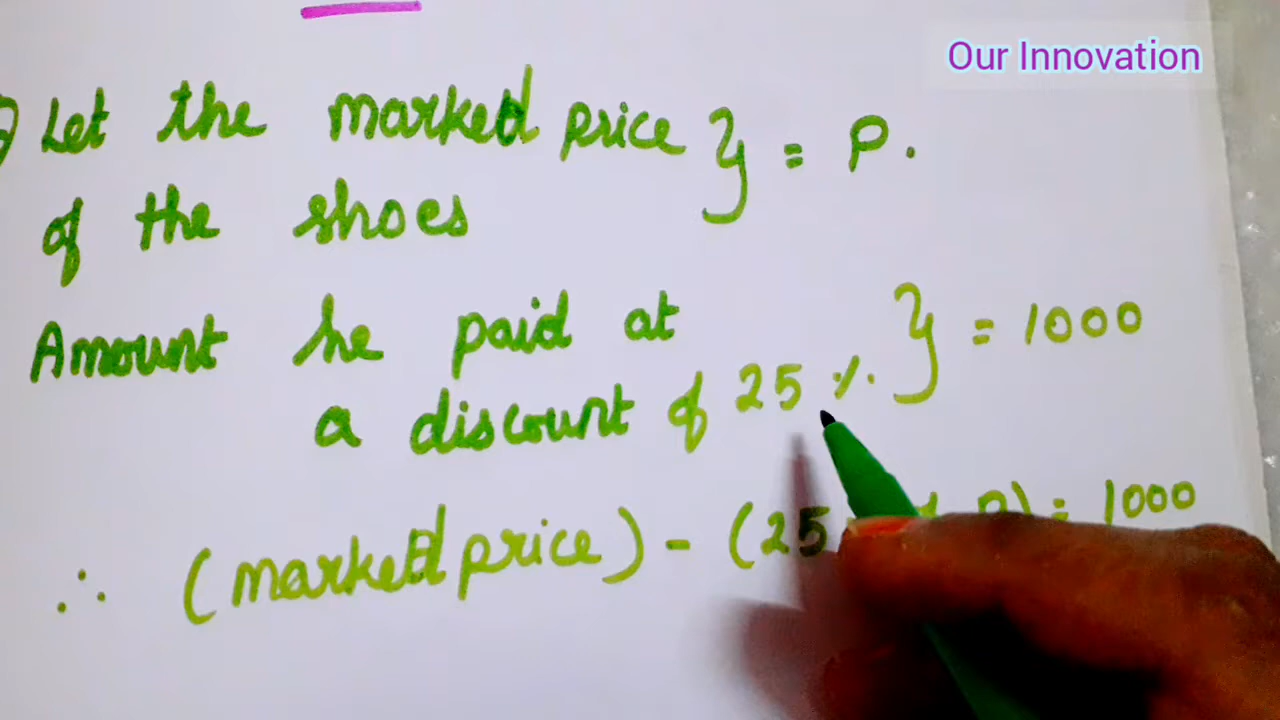 Our Innovation
Let the marked price } = P.
of the shoes
Amount he paid at } = 1000
a discount of 25 %
∴ (marked price) - (25 P) = 1000